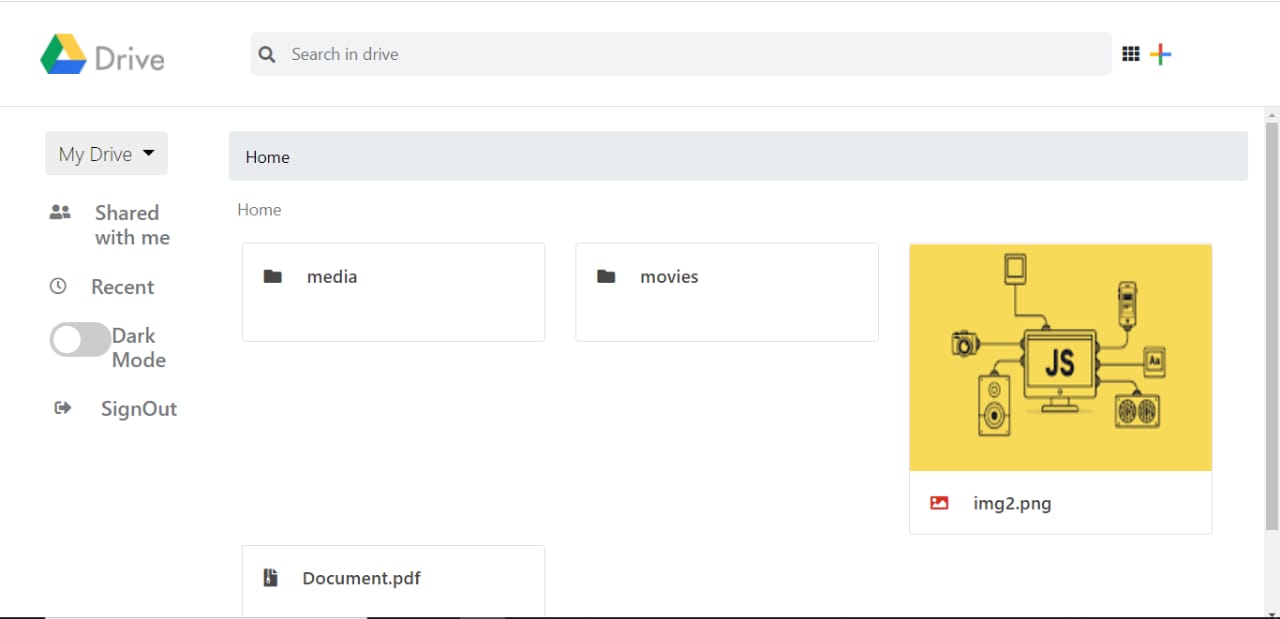 Drive
Search in drive
My Drive
Home
Shared
with me
Home
Recent
media
movies
Dark
Mode
JS
Aa
SignOut
img2.png
Document.pdf